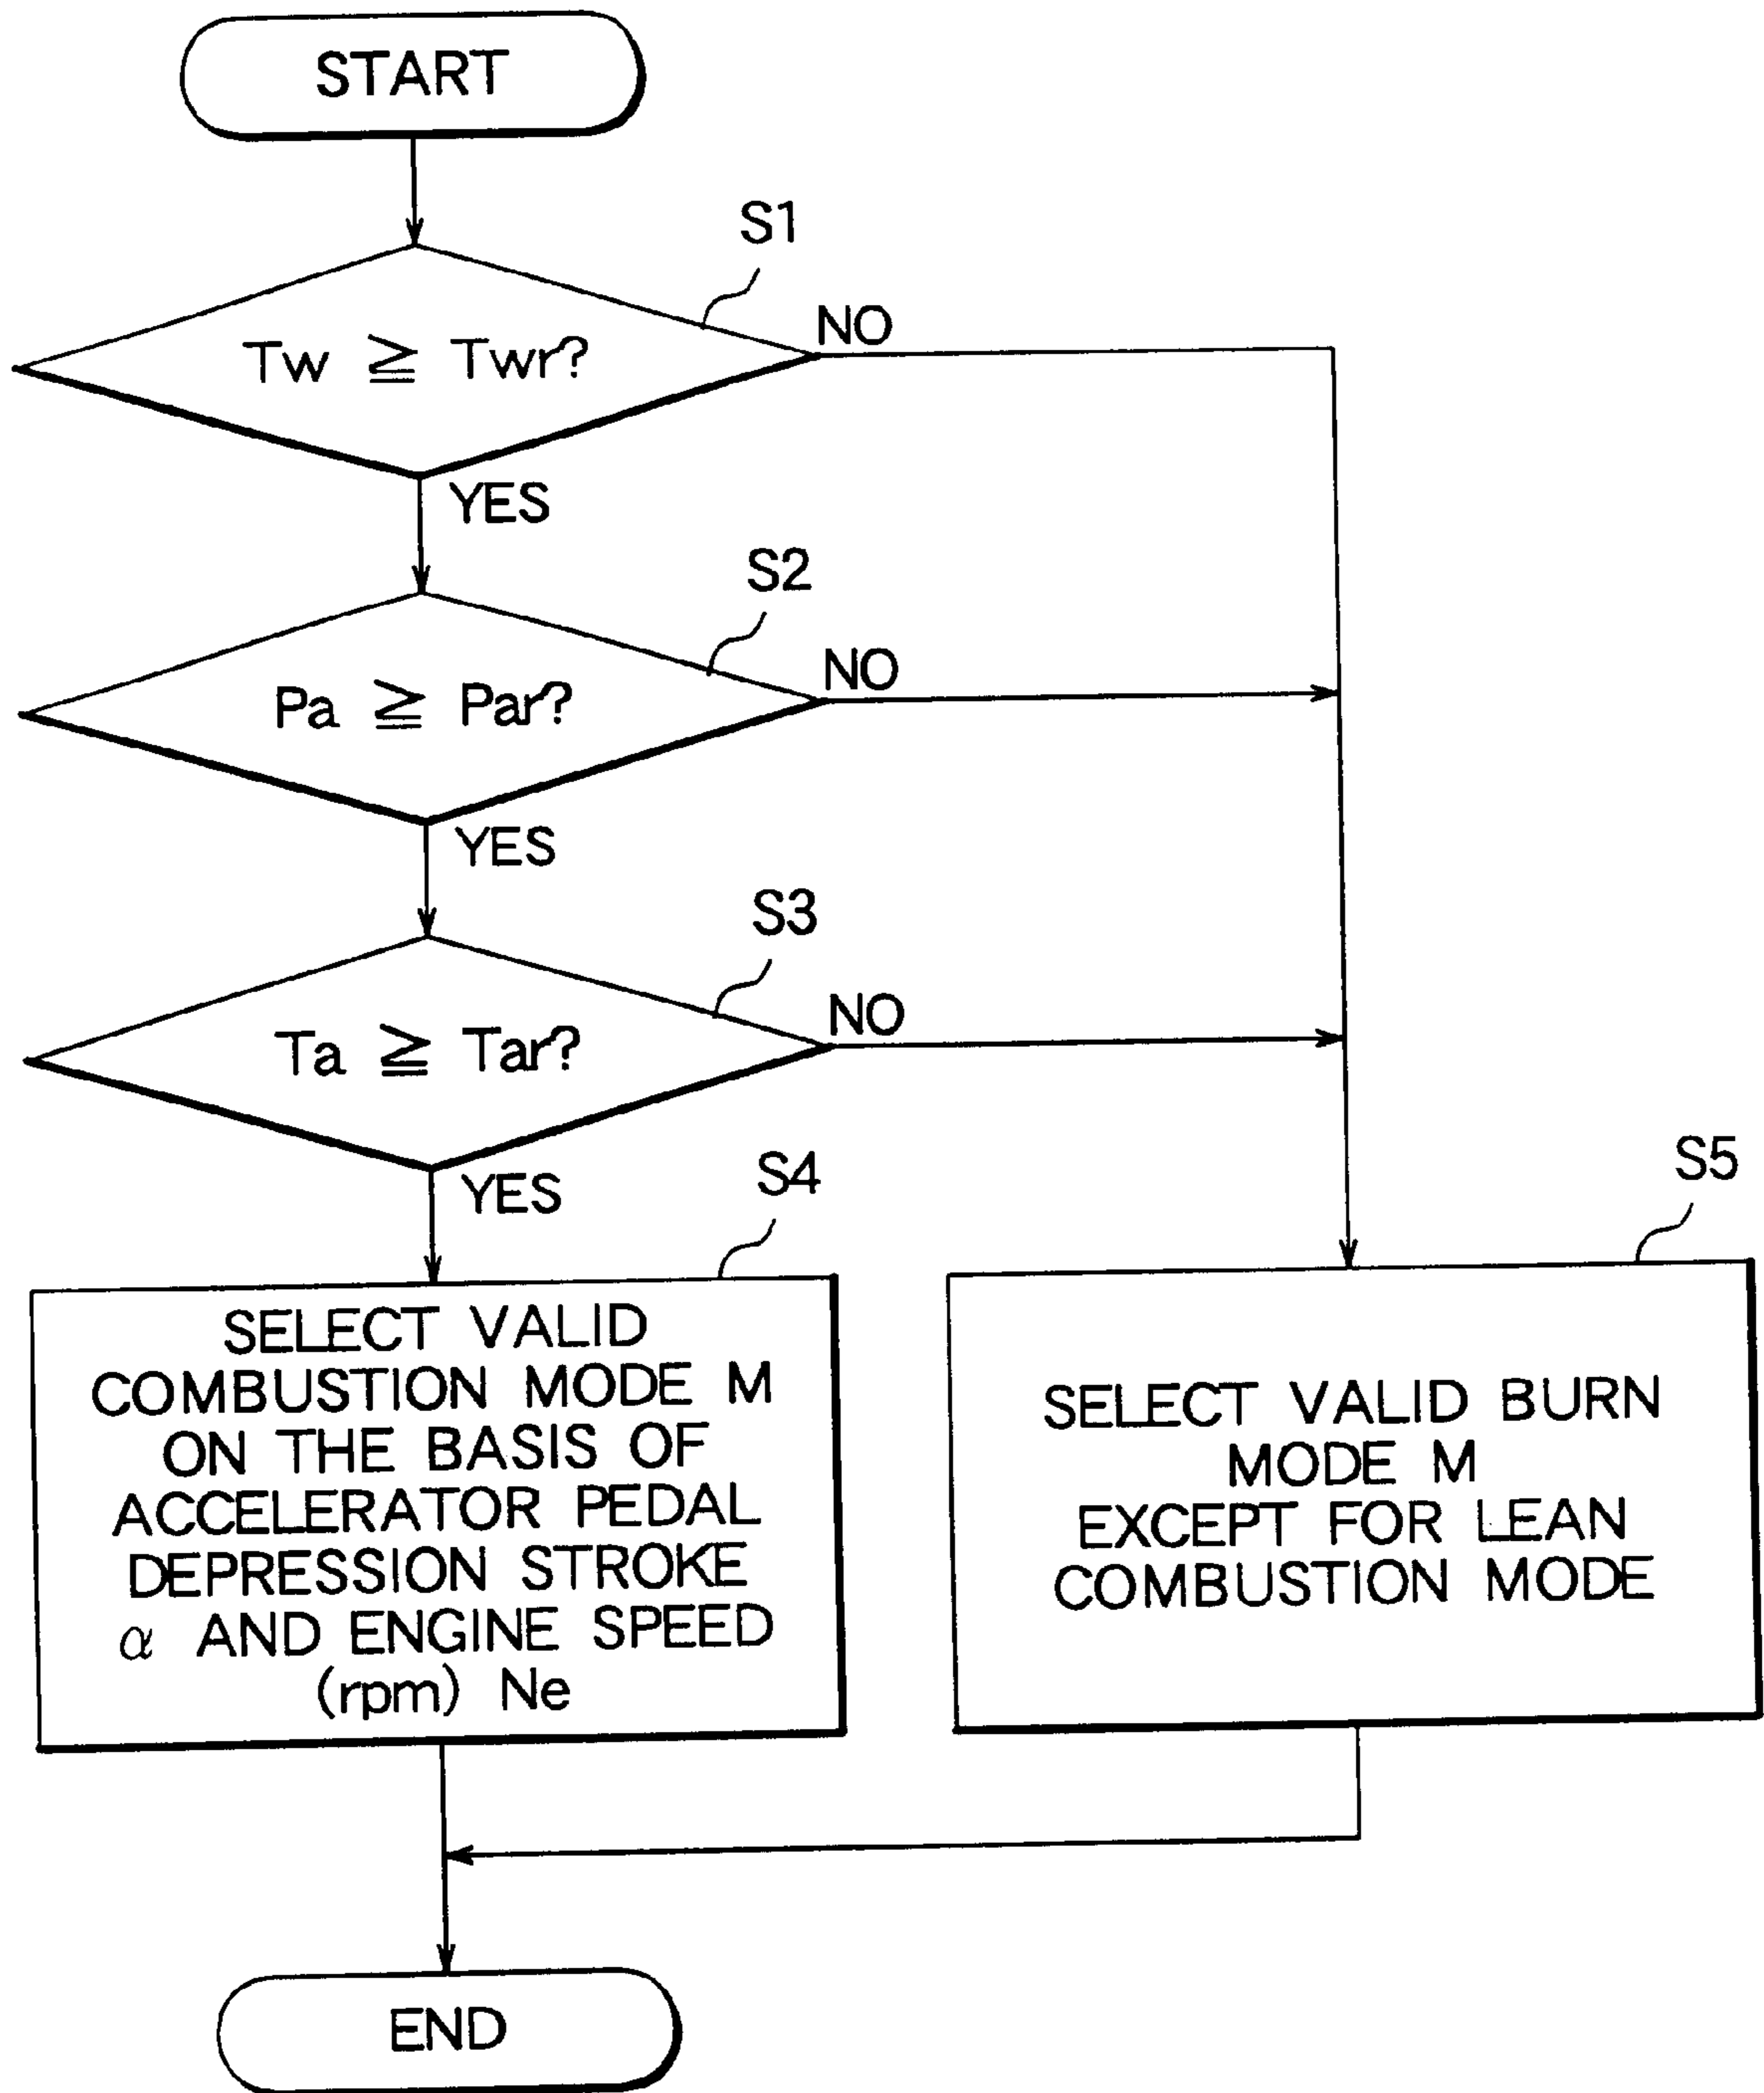 START
S1
Tw ≧ Twr?
NO
YES
S2
Pa ≧ Par?
NO
YES
S3
Ta ≧ Tar?
NO
YES
S4
SELECT VALID
COMBUSTION MODE M
ON THE BASIS OF
ACCELERATOR PEDAL
DEPRESSION STROKE
α AND ENGINE SPEED
(rpm) Ne
S5
SELECT VALID BURN
MODE M
EXCEPT FOR LEAN
COMBUSTION MODE
END